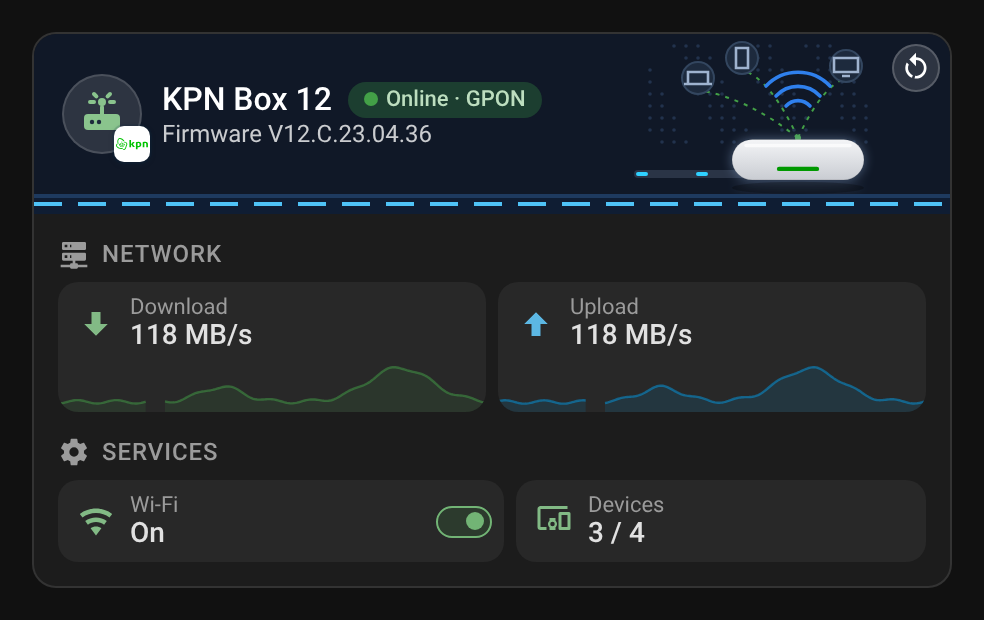 KPN Box 12
Online · GPON
Firmware V12.C.23.04.36
kpn
NETWORK
Download
118 MB/s
Upload
118 MB/s
SERVICES
Wi-Fi
On
Devices
3 / 4